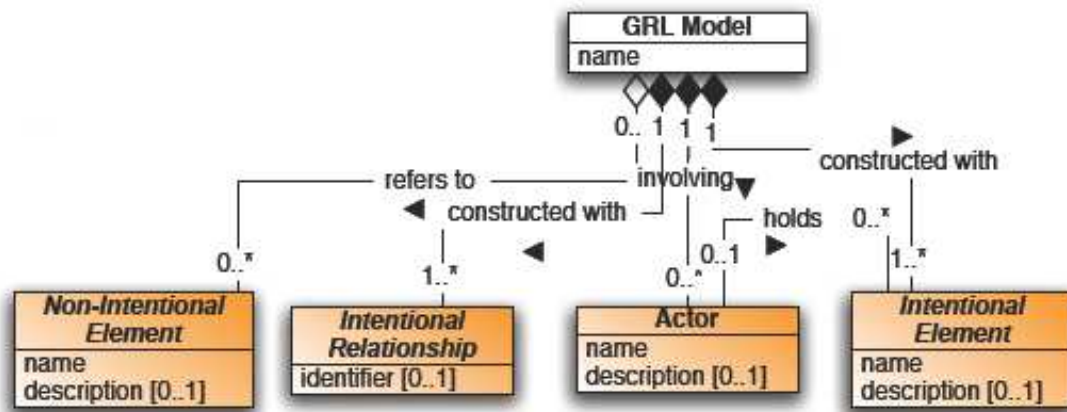 GRL Model
name
0.. 1 1 1
constructed with
refers to
involving
constructed with
holds
0..*
0..*
1..*
0..*
0..1
1..*
Non-Intentional
Element
name
description [0..1]
Intentional
Relationship
identifier [0..1]
Actor
name
description [0..1]
Intentional
Element
name
description [0..1]